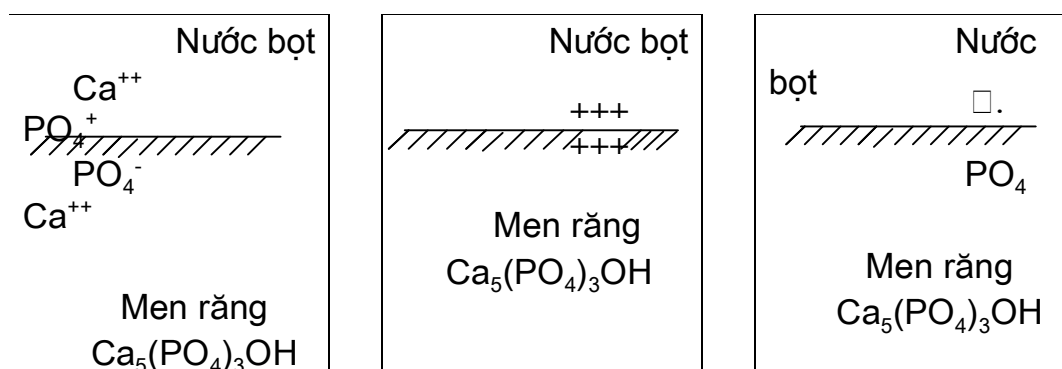 Nước bọt
Ca⁺⁺
PO₄⁺
PO₄⁻
Ca⁺⁺
Men răng
Ca₅(PO₄)₃OH
Nước bọt
+++
+++
Men răng
Ca₅(PO₄)₃OH
Nước
bọt
□.
PO₄
Men răng
Ca₅(PO₄)₃OH